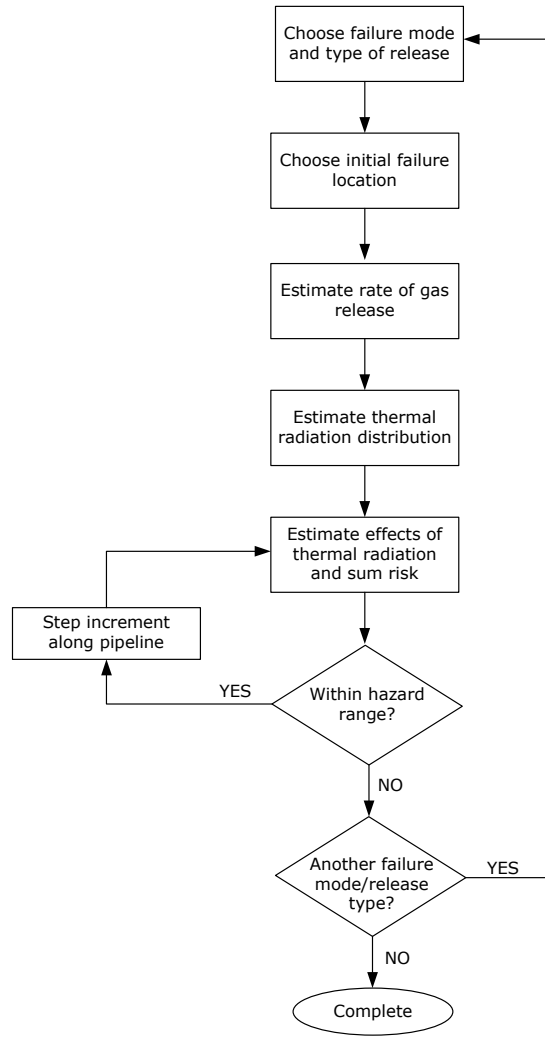 Choose failure mode
and type of release
Choose initial failure
location
Estimate rate of gas
release
Estimate thermal
radiation distribution
Estimate effects of
thermal radiation
and sum risk
Step increment
along pipeline
YES
Within hazard
range?
NO
Another failure
mode/release
type?
YES
NO
Complete